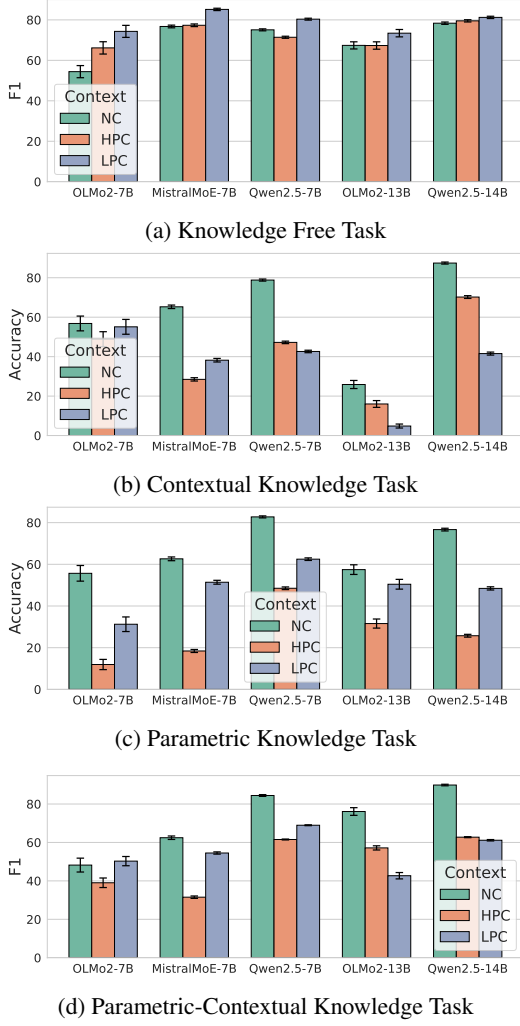 80
60
40
20
0
F1
Context
NC
HPC
LPC
OLMo2-7B MistralMoE-7B Qwen2.5-7B OLMo2-13B Qwen2.5-14B
(a) Knowledge Free Task
80
60
40
20
0
Accuracy
Context
NC
HPC
LPC
OLMo2-7B MistralMoE-7B Qwen2.5-7B OLMo2-13B Qwen2.5-14B
(b) Contextual Knowledge Task
80
60
40
20
0
Accuracy
Context
NC
HPC
LPC
OLMo2-7B MistralMoE-7B Qwen2.5-7B OLMo2-13B Qwen2.5-14B
(c) Parametric Knowledge Task
80
60
40
20
0
F1
Context
NC
HPC
LPC
OLMo2-7B MistralMoE-7B Qwen2.5-7B OLMo2-13B Qwen2.5-14B
(d) Parametric-Contextual Knowledge Task